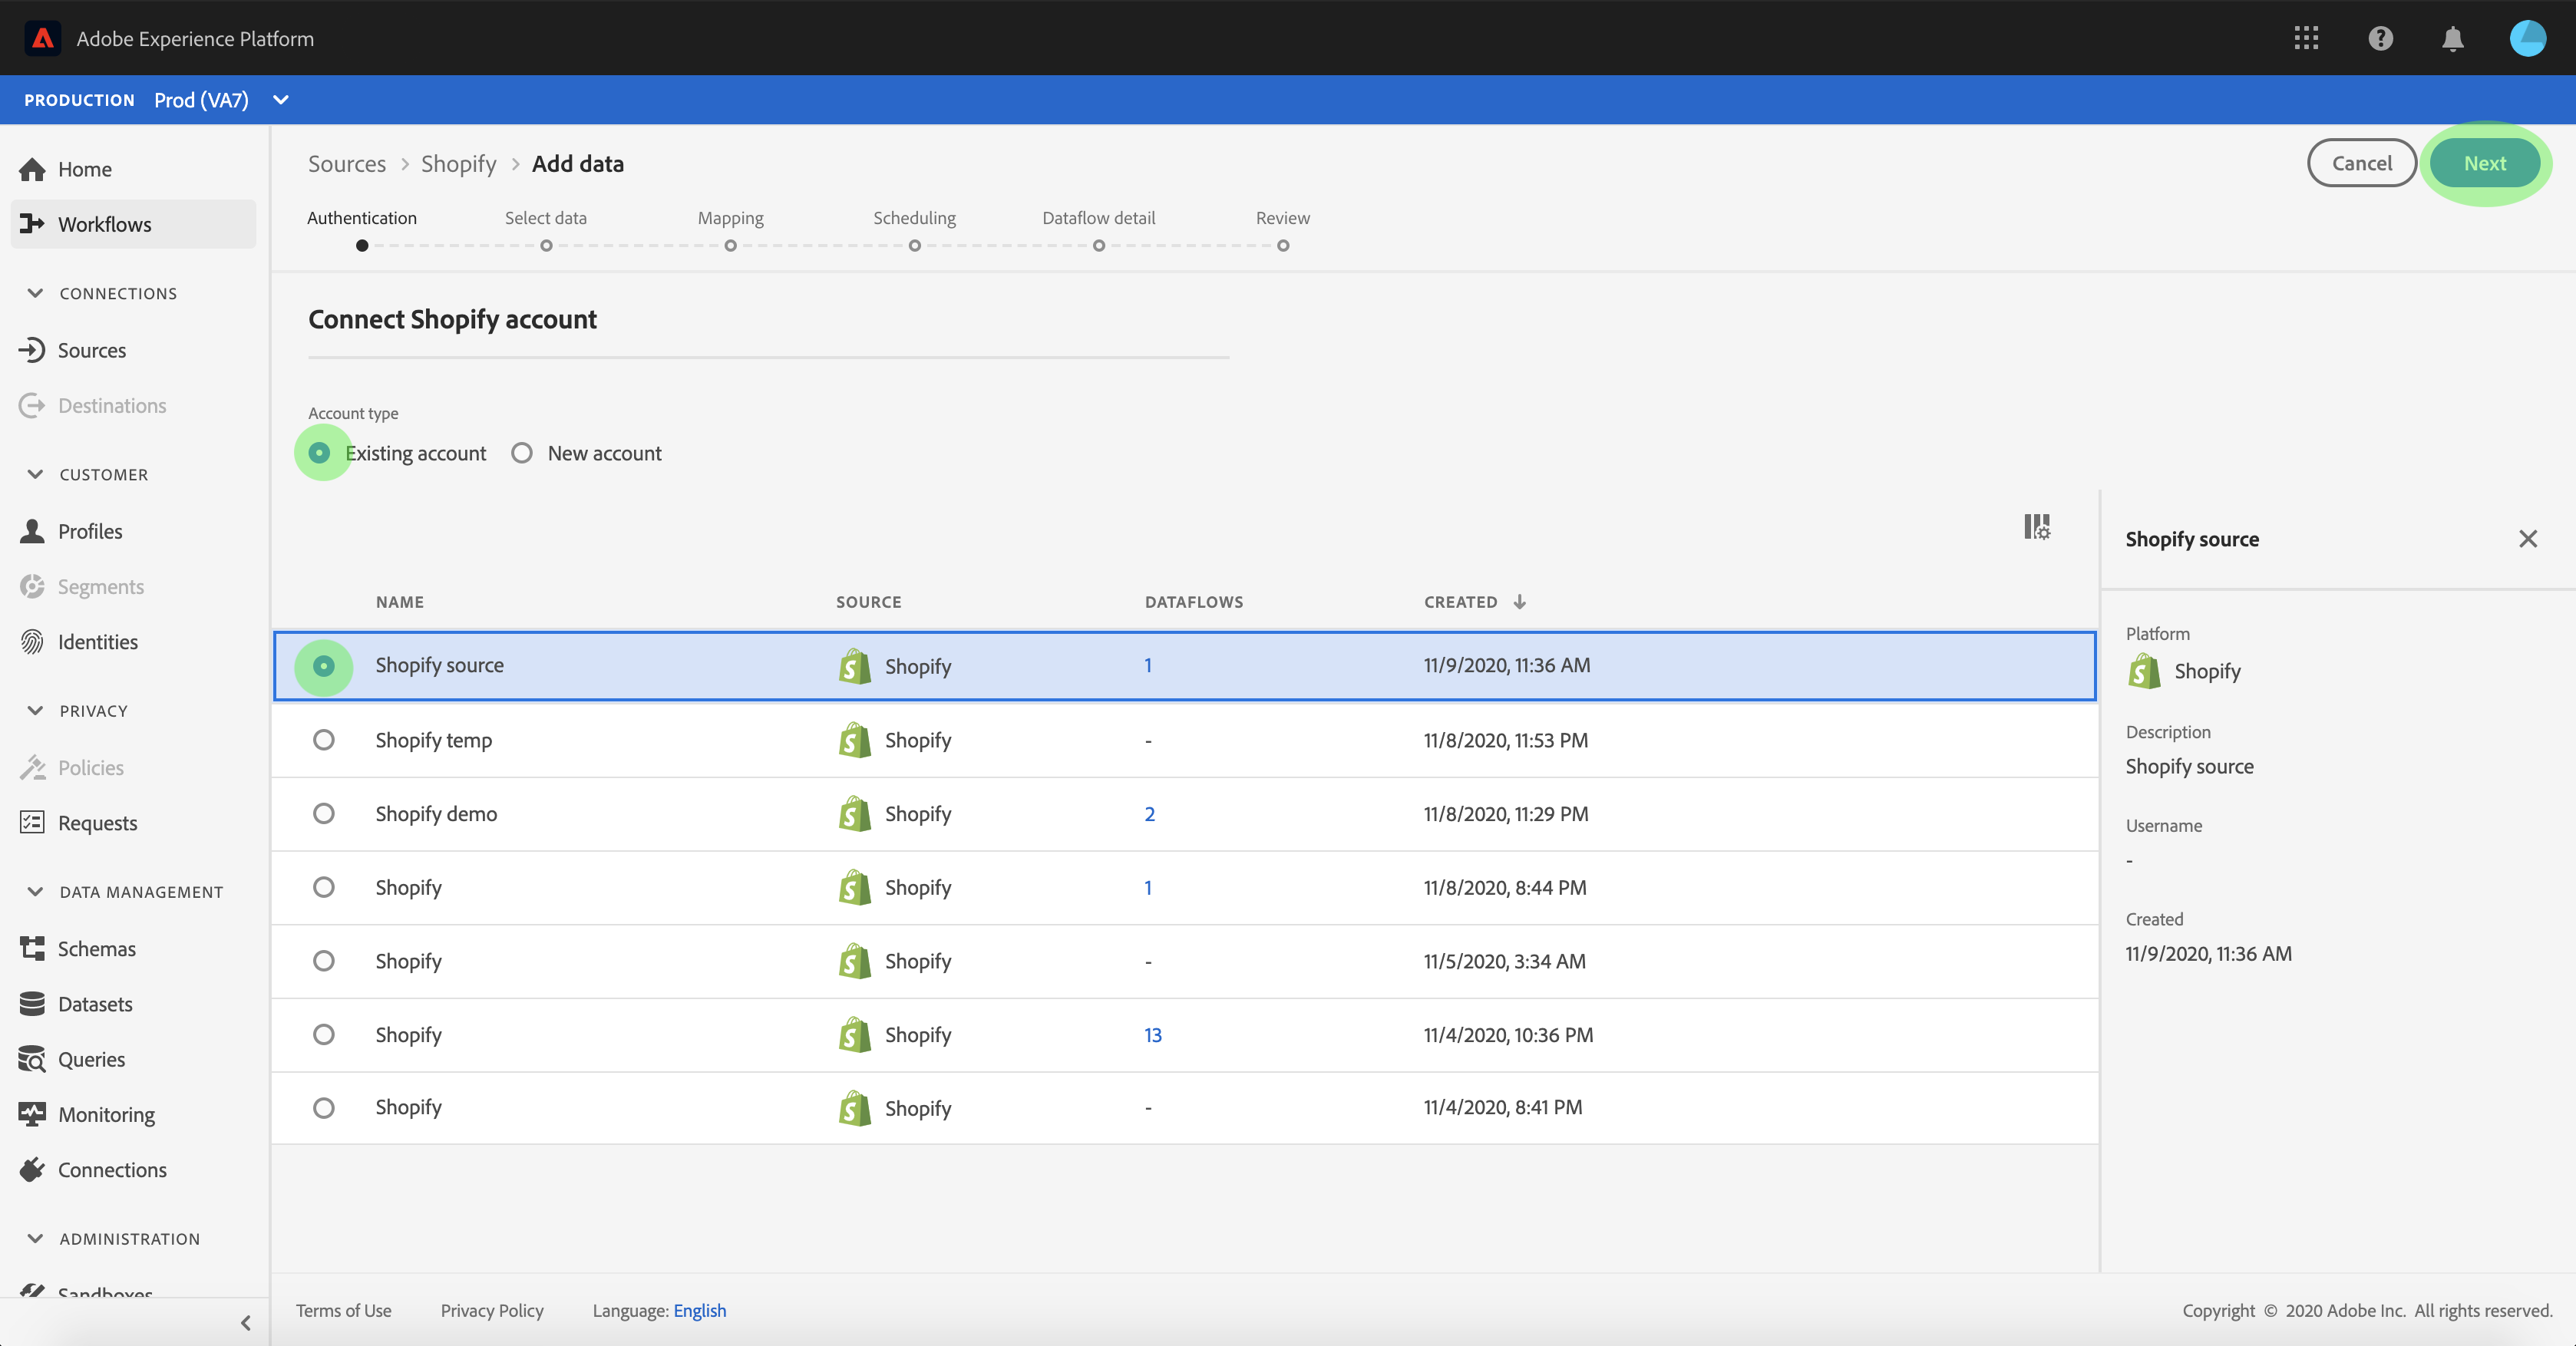 Adobe Experience Platform
PRODUCTION Prod (VA7)
Home
Workflows
CONNECTIONS
Sources
Destinations
CUSTOMER
Profiles
Segments
Identities
PRIVACY
Policies
Requests
DATA MANAGEMENT
Schemas
Datasets
Queries
Monitoring
Connections
ADMINISTRATION
Sandboxes
Sources > Shopify > Add data
Cancel Next
Authentication Select data Mapping Scheduling Dataflow detail Review
Connect Shopify account
Account type
Existing account New account
NAME SOURCE DATAFLOWS CREATED
Shopify source Shopify 1 11/9/2020, 11:36 AM
Shopify temp Shopify - 11/8/2020, 11:53 PM
Shopify demo Shopify 2 11/8/2020, 11:29 PM
Shopify Shopify 1 11/8/2020, 8:44 PM
Shopify Shopify - 11/5/2020, 3:34 AM
Shopify Shopify 13 11/4/2020, 10:36 PM
Shopify Shopify - 11/4/2020, 8:41 PM
Shopify source
Platform
Shopify
Description
Shopify source
Username
-
Created
11/9/2020, 11:36 AM
Terms of Use Privacy Policy Language: English
Copyright © 2020 Adobe Inc. All rights reserved.